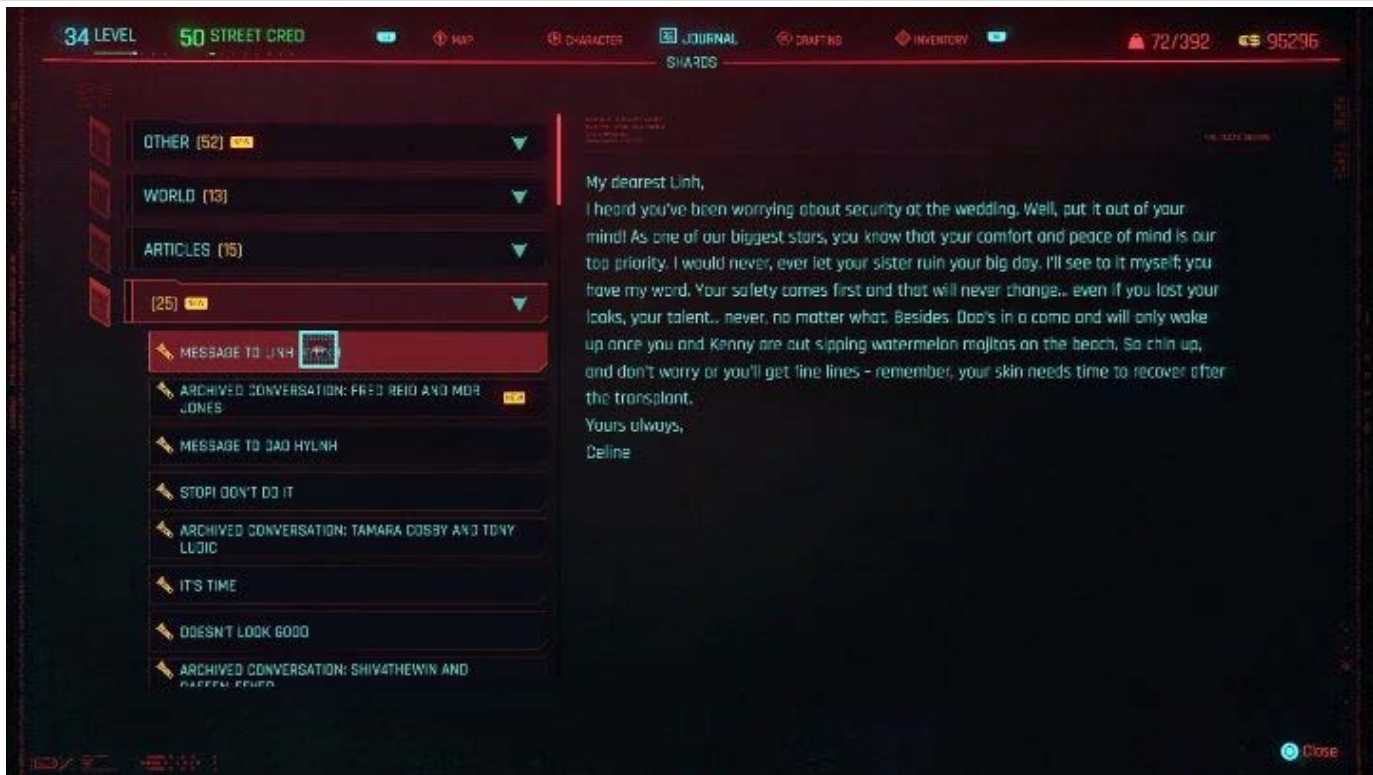 34 LEVEL
50 STREET CRED
MAP
CHARACTER
JOURNAL
CRAFTING
INVENTORY
72/392
€$ 95296
SHARDS
OTHER (52) NEW
WORLD (13)
ARTICLES (15)
(25) NEW
MESSAGE TO LINH
ARCHIVED CONVERSATION: FRED REID AND MOB
JONES
NEW
MESSAGE TO DAO HYUNH
STOP! DON'T DO IT
ARCHIVED CONVERSATION: TAMARA COSBY AND TONY
LUDIC
IT'S TIME
DOESN'T LOOK GOOD
ARCHIVED CONVERSATION: SHIV4THEWIN AND
My dearest Linh,
I heard you've been worrying about security at the wedding. Well, put it out of your
mind! As one of our biggest stars, you know that your comfort and peace of mind is our
top priority. I would never, ever let your sister ruin your big day. I'll see to it myself; you
have my word. Your safety comes first and that will never change.. even if you lost your
looks, your talent.. never, no matter what. Besides. Dao's in a coma and will only wake
up once you and Kenny are out sipping watermelon mojitos on the beach. So chin up,
and don't worry or you'll get fine lines - remember, your skin needs time to recover after
the transplant.
Yours always,
Celine
Close